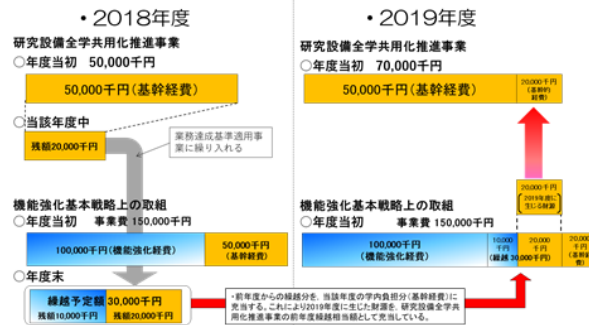 ・2018年度
研究設備全学共用化推進事業
○年度当初 50,000千円
50,000千円(基幹経費)
○当該年度中
残額20,000千円
業務達成基準適用事
業に繰り入れる
機能強化基本戦略上の取組
○年度当初 事業費 150,000千円
100,000千円(機能強化経費)
50,000千円
(基幹経費)
○年度末
繰越予定額 30,000千円
残額10,000千円 残額20,000千円
・2019年度
研究設備全学共用化推進事業
○年度当初 70,000千円
50,000千円(基幹経費)
20,000千円
(基幹的
経費)
20,000千円
2019年度に
生じる財源
機能強化基本戦略上の取組
○年度当初 事業費 150,000千円
100,000千円
(機能強化経費)
10,000
千円
20,000
千円
(繰越 30,000千円)
20,000
千円
(基幹
経費)
・前年度からの繰越分を、当該年度の学内負担分(基幹経費)に
充当する。これにより2019年度に生じた財源を、研究設備全学共
用化推進事業の前年度繰越相当額として充当している。